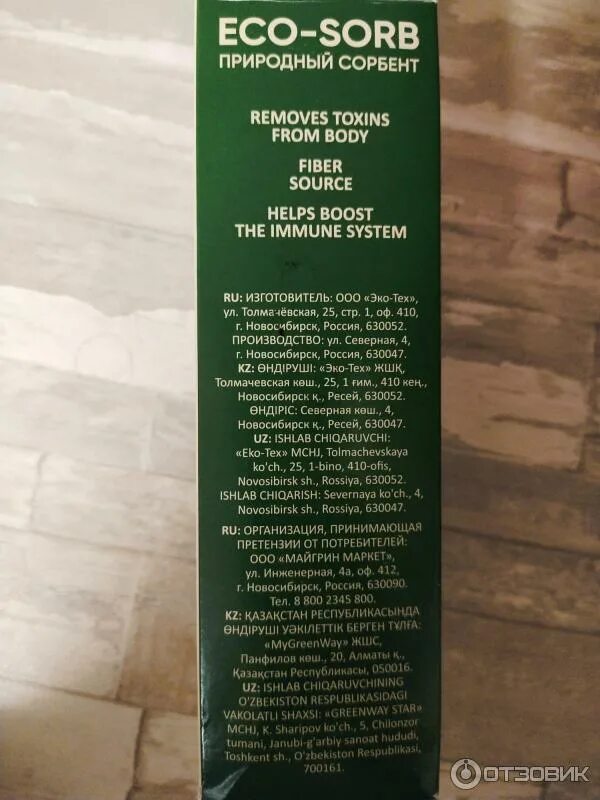 ECO-SORB
ПРИРОДНЫЙ СОРБЕНТ
REMOVES TOXINS
FROM BODY
FIBER
SOURCE
HELPS BOOST
THE IMMUNE SYSTEM
RU: ИЗГОТОВИТЕЛЬ: ООО «Эко-Тех»,
ул. Толмачёвская, 25, стр. 1, оф. 410,
г. Новосибирск, Россия, 630052.
ПРОИЗВОДСТВО: ул. Северная, 4,
г. Новосибирск, Россия, 630047.
KZ: ӨНДІРУШІ: «Эко-Тех» ЖШҚ,
Толмачевская көш., 25, 1 ғим., 410 кең.,
Новосибирск қ., Ресей, 630052.
ӨНДІРІС: Северная көш., 4,
Новосибирск қ., Ресей, 630047.
UZ: ISHLAB CHIQARUVCHI:
«Eko-Tex» MCHJ, Tolmachevskaya
ko'ch., 25, 1-bino, 410-ofis,
Novosibirsk sh., Rossiya, 630052.
ISHLAB CHIQARISH: Severnaya ko'ch., 4,
Novosibirsk sh., Rossiya, 630047.
RU: ОРГАНИЗАЦИЯ, ПРИНИМАЮЩАЯ
ПРЕТЕНЗИИ ОТ ПОТРЕБИТЕЛЕЙ:
ООО «МАЙГРИН МАРКЕТ»,
ул. Инженерная, 4а, оф. 412,
г. Новосибирск, Россия, 630090.
Тел. 8 800 2345 800.
KZ: ҚАЗАҚСТАН РЕСПУБЛИКАСЫНДА
ӨНДІРУШІ УӘКІЛЕТТІК БЕРГЕН ТҰЛҒА:
«MyGreenWay» ЖШС,
Панфилов көш., 20, Алматы қ.,
Қазақстан Республикасы, 050016.
UZ: ISHLAB CHIQARUVCHINING
O'ZBEKISTON RESPUBLIKASIDAGI
VAKOLATLI SHAXSI: «GREENWAY STAR»
MCHJ, K. Sharipov ko'ch., 5, Chilonzor
tumani, Janubi-g'arbiy sanoat hududi,
Toshkent sh., O'zbekiston Respublikasi,
700161.
ОТЗОВИК